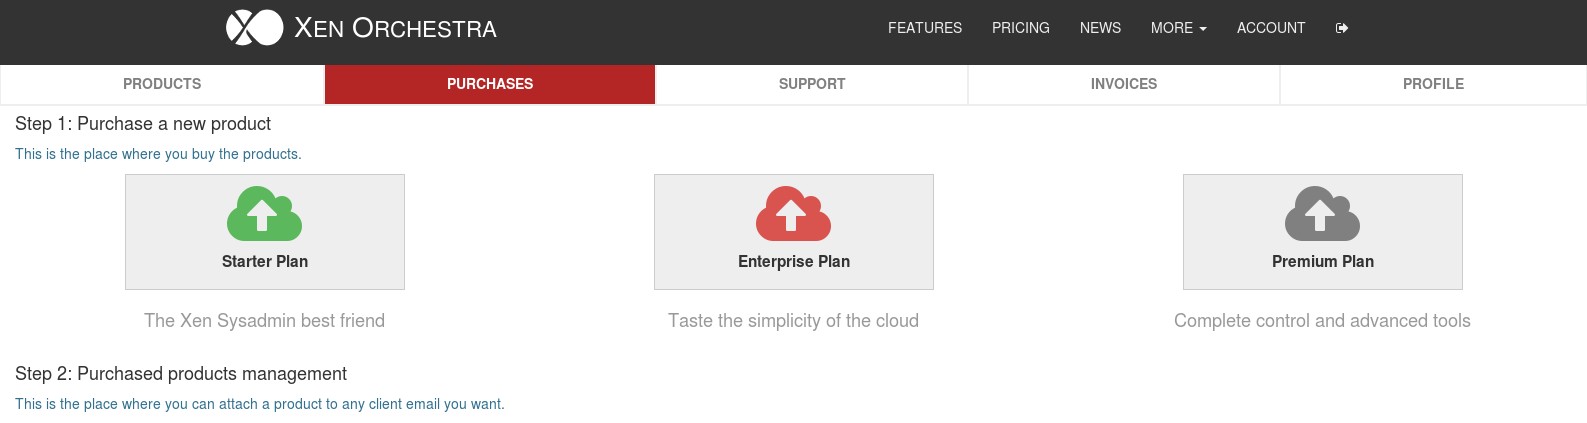 XEN ORCHESTRA
FEATURES PRICING NEWS MORE ACCOUNT
PRODUCTS PURCHASES SUPPORT INVOICES PROFILE
Step 1: Purchase a new product
This is the place where you buy the products.
Starter Plan Enterprise Plan Premium Plan
The Xen Sysadmin best friend Taste the simplicity of the cloud Complete control and advanced tools
Step 2: Purchased products management
This is the place where you can attach a product to any client email you want.